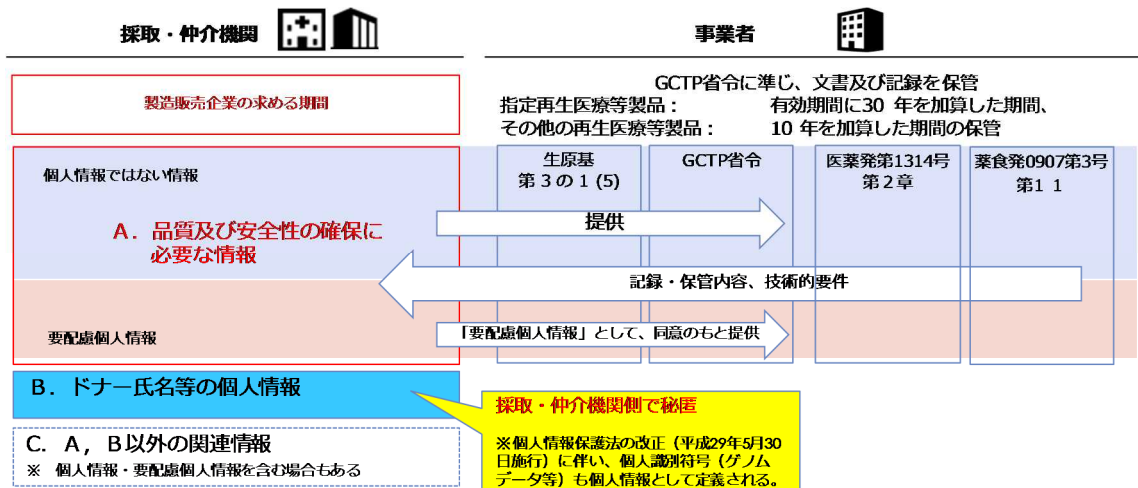 採取・仲介機関
事業者
製造販売企業の求める期間
GCTP省令に準じ、文書及び記録を保管
指定再生医療等製品： 有効期間に30 年を加算した期間、
その他の再生医療等製品： 10 年を加算した期間の保管
個人情報ではない情報
A. 品質及び安全性の確保に
必要な情報
要配慮個人情報
生原基
第３の１(5)
GCTP省令
医薬発第1314号
第２章
薬食発0907第3号
第１１
提供
記録・保管内容、技術的要件
「要配慮個人情報」として、同意のもと提供
B. ドナー氏名等の個人情報
採取・仲介機関側で秘匿
※個人情報保護法の改正（平成29年5月30
日施行）に伴い、個人識別符号（ゲノム
データ等）も個人情報として定義される。
C. A，B以外の関連情報
※ 個人情報・要配慮個人情報を含む場合もある